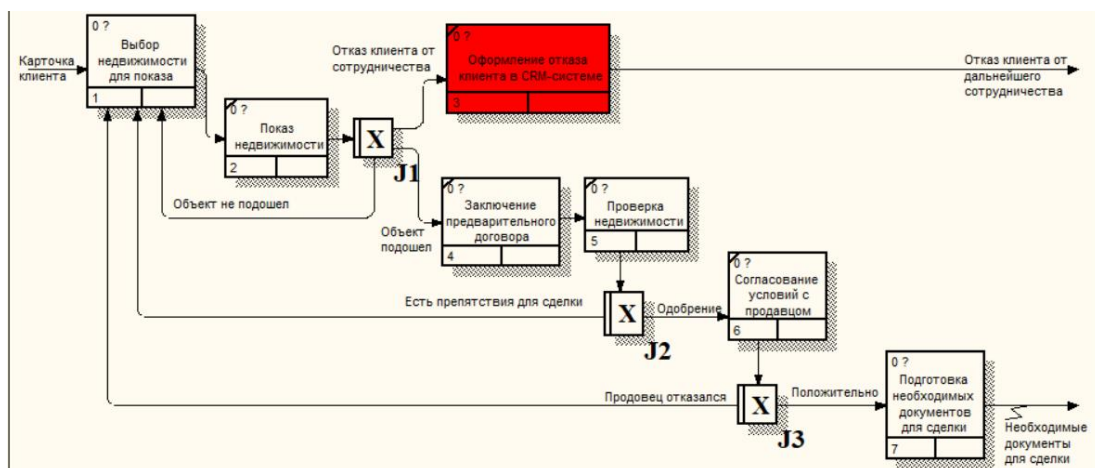 Карточка
клиента
0 ?
Выбор
недвижимости
для показа
1
0 ?
Показ
недвижимости
2
X
J1
Отказ клиента от
сотрудничества
0 ?
Оформление отказа
клиента в CRM-системе
3
Отказ клиента от
дальнейшего
сотрудничества
Объект не подошел
Объект
подошел
0 ?
Заключение
предварительного
договора
4
0 ?
Проверка
недвижимости
5
Есть препятствия для сделки
X
J2
Одобрение
0 ?
Согласование
условий с
продавцом
6
Продовец отказался
X
J3
Положительно
0 ?
Подготовка
необходимых
документов
для сделки
7
Необходимые
документы
для сделки